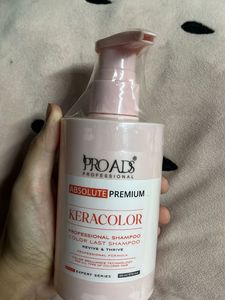 PROADS®
PROFESSIONAL
ABSOLUTE PREMIUM
KERACOLOR
PROFESSIONAL SHAMPOO
COLOR LAST SHAMPOO
REVIVE & THRIVE
PROFESSIONAL FORMULA
EXPERT SERIES